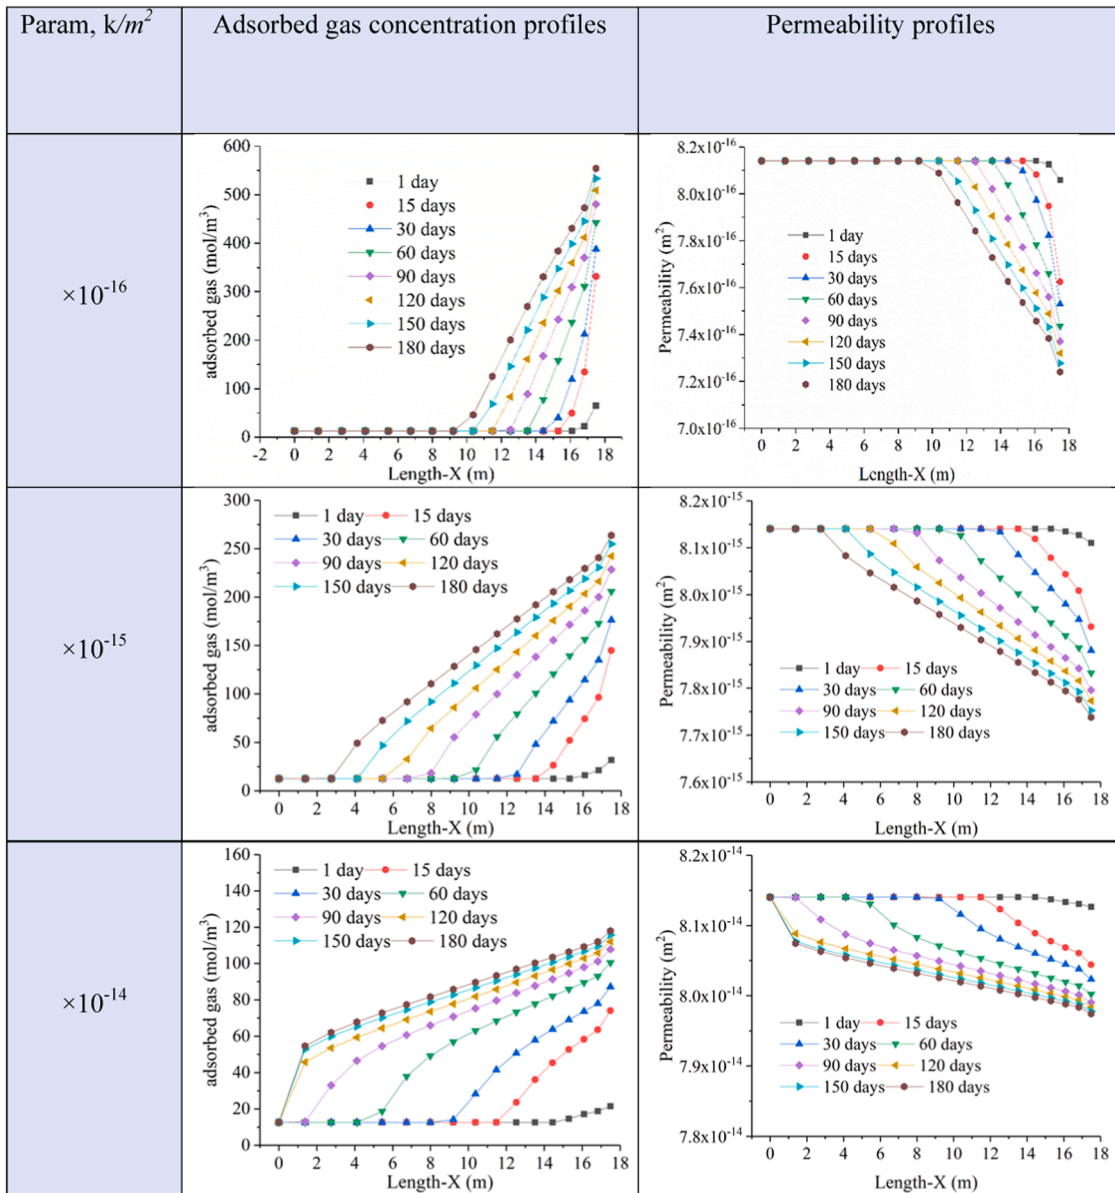 Param, k/m²
Adsorbed gas concentration profiles
Permeability profiles
×10⁻¹⁶
600
500
400
300
200
100
0
adsorbed gas (mol/m³)
1 day
15 days
30 days
60 days
90 days
120 days
150 days
180 days
-2 0 2 4 6 8 10 12 14 16 18
Length-X (m)
8.2x10⁻¹⁶
8.0x10⁻¹⁶
7.8x10⁻¹⁶
7.6x10⁻¹⁶
7.4x10⁻¹⁶
7.2x10⁻¹⁶
7.0x10⁻¹⁶
Permeability (m²)
1 day
15 days
30 days
60 days
90 days
120 days
150 days
180 days
0 2 4 6 8 10 12 14 16 18
Length-X (m)
×10⁻¹⁵
300
250
200
150
100
50
0
adsorbed gas (mol/m³)
1 day 15 days
30 days 60 days
90 days 120 days
150 days 180 days
0 2 4 6 8 10 12 14 16 18
Length-X (m)
8.2x10⁻¹⁵
8.1x10⁻¹⁵
8.0x10⁻¹⁵
7.9x10⁻¹⁵
7.8x10⁻¹⁵
7.7x10⁻¹⁵
7.6x10⁻¹⁵
Permeability (m²)
1 day 15 days
30 days 60 days
90 days 120 days
150 days 180 days
0 2 4 6 8 10 12 14 16 18
Length-X (m)
×10⁻¹⁴
160
140
120
100
80
60
40
20
0
adsorbed gas (mol/m³)
1 day 15 days
30 days 60 days
90 days 120 days
150 days 180 days
0 2 4 6 8 10 12 14 16 18
Length-X (m)
8.2x10⁻¹⁴
8.1x10⁻¹⁴
8.0x10⁻¹⁴
7.9x10⁻¹⁴
7.8x10⁻¹⁴
Permeability (m²)
1 day 15 days
30 days 60 days
90 days 120 days
150 days 180 days
0 2 4 6 8 10 12 14 16 18
Length-X (m)